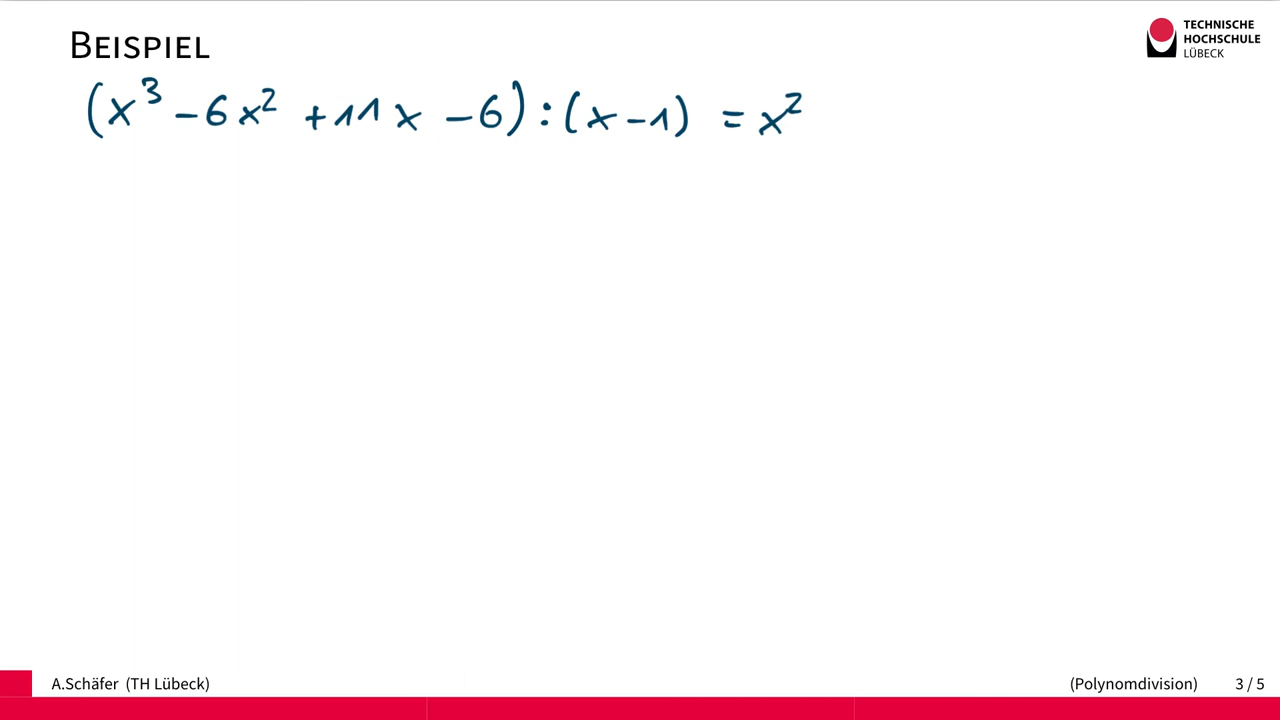 BEISPIEL
TECHNISCHE
HOCHSCHULE
LÜBECK
(x³ - 6x² + 11x - 6) : (x - 1) = x²
A.Schäfer (TH Lübeck)
(Polynomdivision)
3 / 5